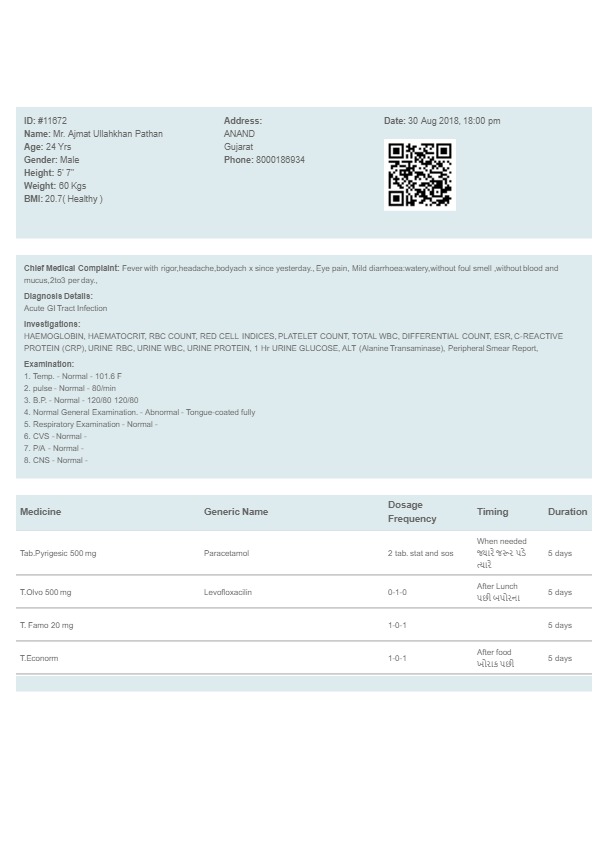 ID: #11672
Name: Mr. Ajmat Ullahkhan Pathan
Age: 24 Yrs
Gender: Male
Height: 5' 7"
Weight: 60 Kgs
BMI: 20.7( Healthy )
Address:
ANAND
Gujarat
Phone: 8000186934
Date: 30 Aug 2018, 18:00 pm
Chief Medical Complaint: Fever with rigor,headache,bodyach x since yesterday., Eye pain, Mild diarrhoea:watery,without foul smell ,without blood and
mucus,2to3 per day.,
Diagnosis Details:
Acute GI Tract Infection
Investigations:
HAEMOGLOBIN, HAEMATOCRIT, RBC COUNT, RED CELL INDICES, PLATELET COUNT, TOTAL WBC, DIFFERENTIAL COUNT, ESR, C-REACTIVE
PROTEIN (CRP), URINE RBC, URINE WBC, URINE PROTEIN, 1 Hr URINE GLUCOSE, ALT (Alanine Transaminase), Peripheral Smear Report,
Examination:
1. Temp. - Normal - 101.6 F
2. pulse - Normal - 80/min
3. B.P. - Normal - 120/80 120/80
4. Normal General Examination. - Abnormal - Tongue-coated fully
5. Respiratory Examination - Normal -
6. CVS - Normal -
7. P/A - Normal -
8. CNS - Normal -
Medicine Generic Name Dosage Frequency Timing Duration
Tab.Pyrigesic 500 mg Paracetamol 2 tab. stat and sos When needed 5 days
જ્યારે જરૂર પડે
ત્યારે
T.Olvo 500 mg Levofloxacilin 0-1-0 After Lunch 5 days
પછી બપોરના
T. Famo 20 mg 1-0-1 5 days
T.Econorm 1-0-1 After food 5 days
ખોરાક પછી